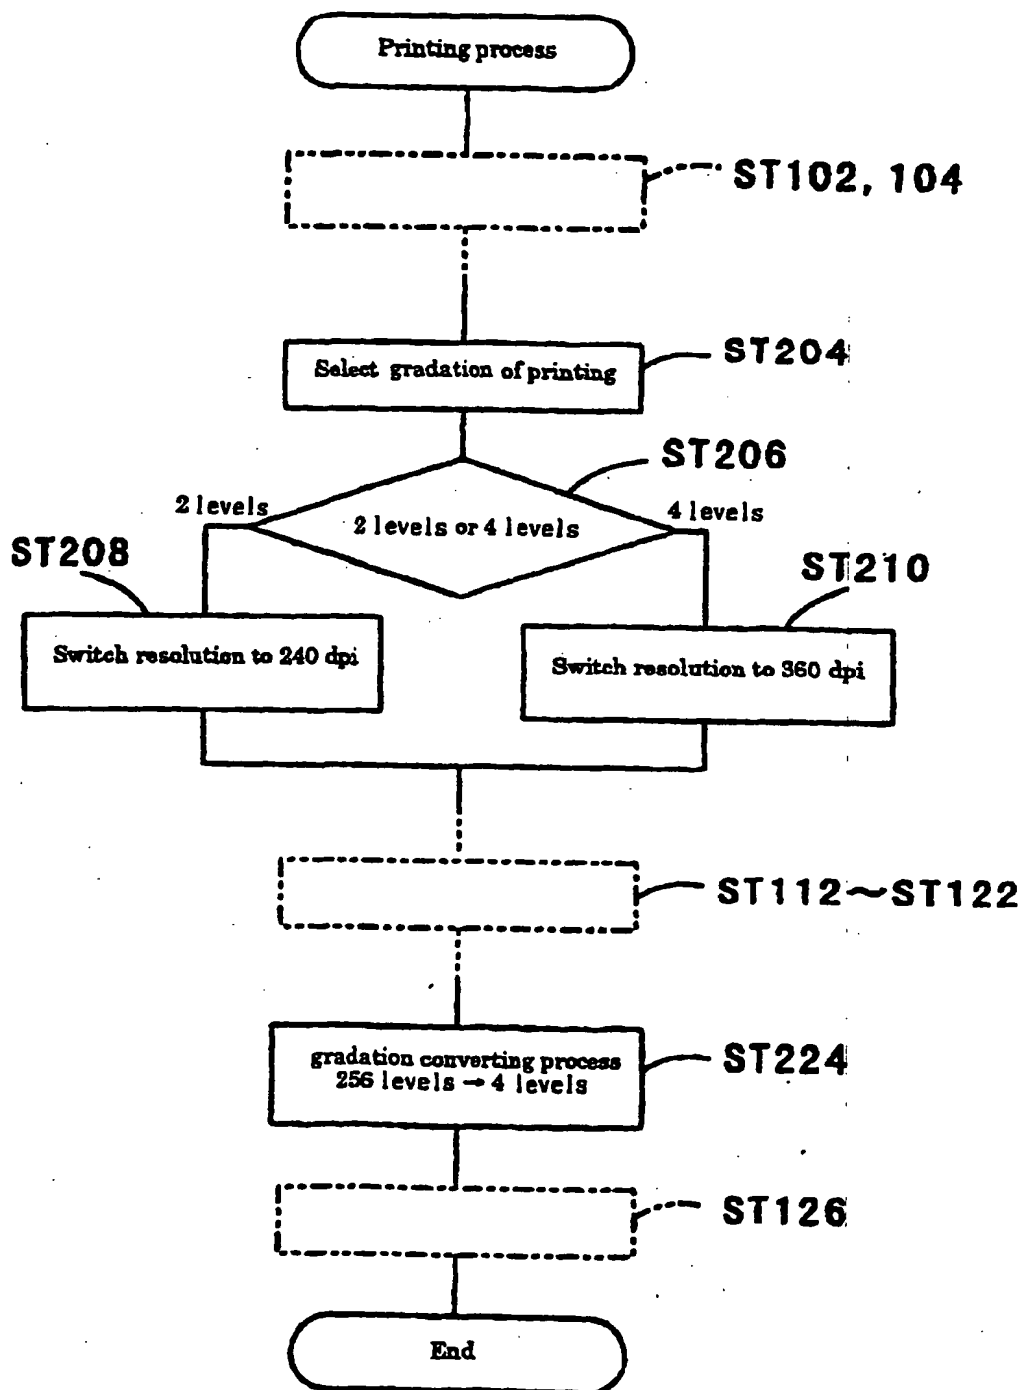 Printing process
ST102, 104
Select gradation of printing
ST204
ST206
2 levels
2 levels or 4 levels
4 levels
ST208
ST210
Switch resolution to 240 dpi
Switch resolution to 360 dpi
ST112～ST122
gradation converting process
256 levels → 4 levels
ST224
ST126
End